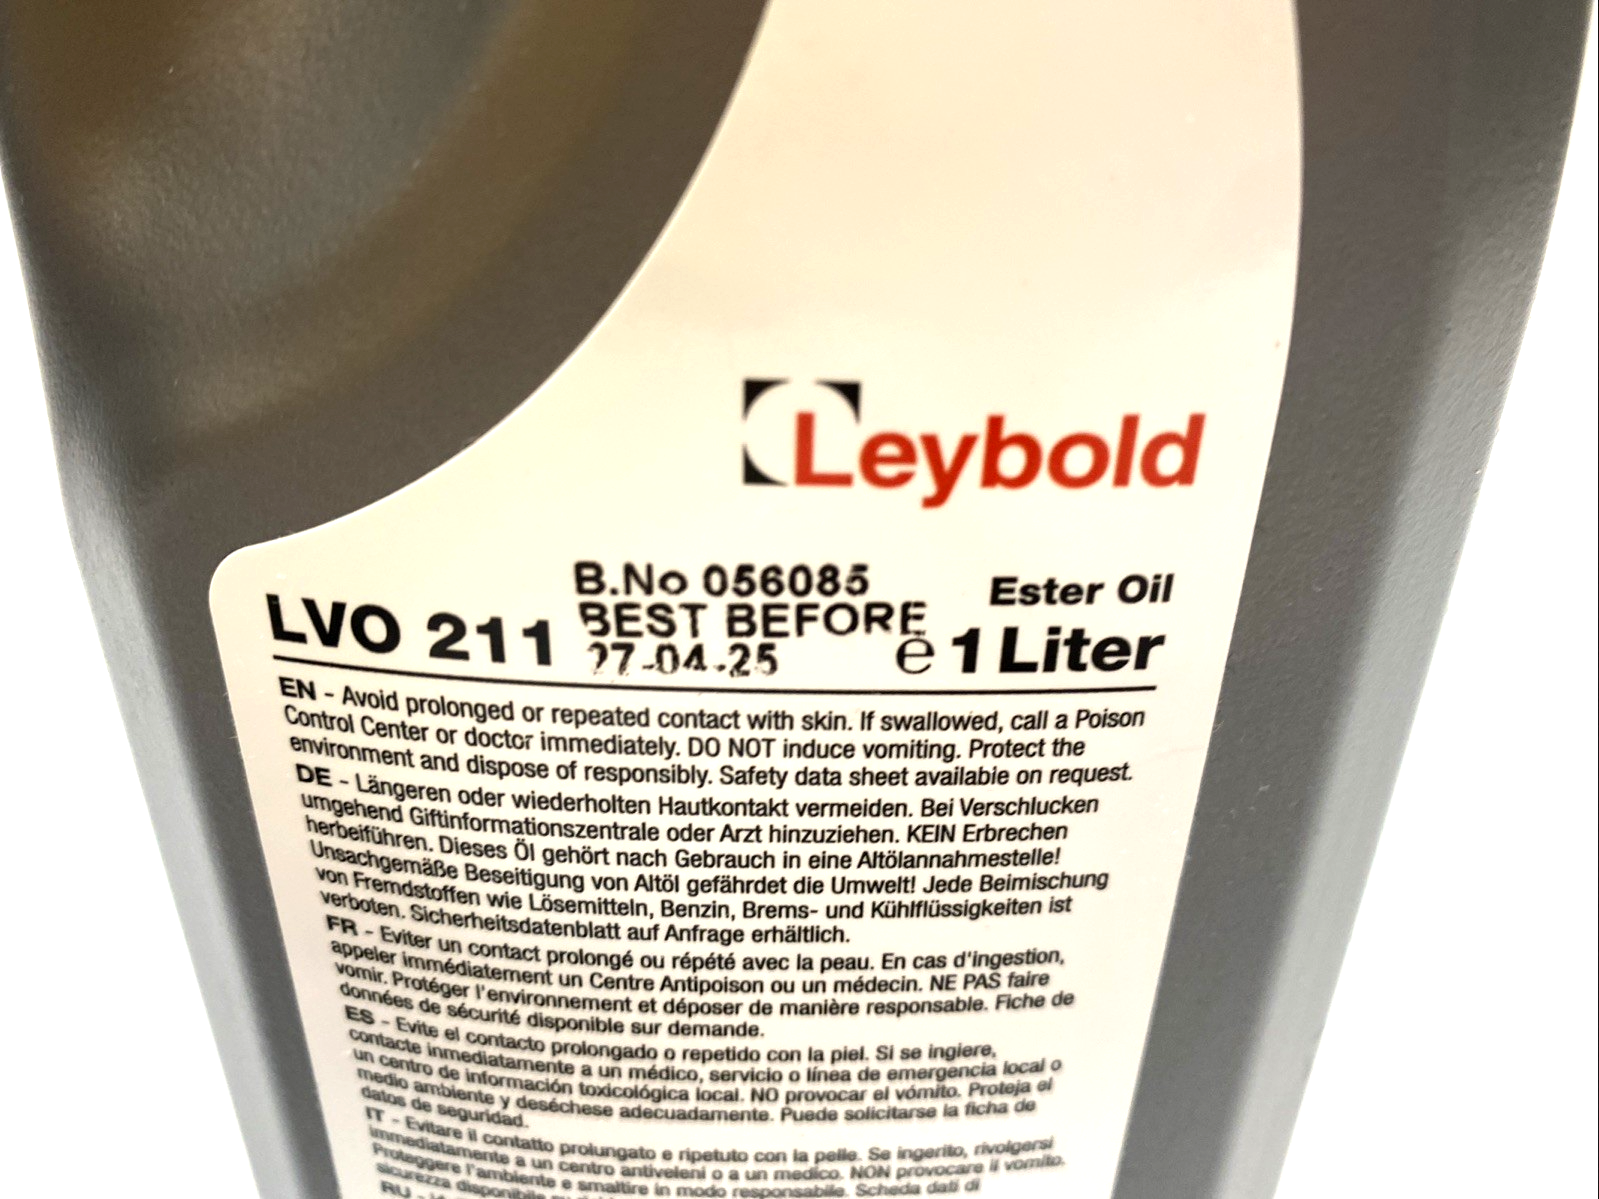 Leybold
B.No 056085
Ester Oil
LVO 211
BEST BEFORE
27-04-25
℮ 1 Liter
EN - Avoid prolonged or repeated contact with skin. If swallowed, call a Poison
Control Center or doctor immediately. DO NOT induce vomiting. Protect the
environment and dispose of responsibly. Safety data sheet available on request.
DE - Längeren oder wiederholten Hautkontakt vermeiden. Bei Verschlucken
umgehend Giftinformationszentrale oder Arzt hinzuziehen. KEIN Erbrechen
herbeiführen. Dieses Öl gehört nach Gebrauch in eine Altölannahmestelle!
Unsachgemäße Beseitigung von Altöl gefährdet die Umwelt! Jede Beimischung
von Fremdstoffen wie Lösemitteln, Benzin, Brems- und Kühlflüssigkeiten ist
verboten. Sicherheitsdatenblatt auf Anfrage erhältlich.
FR - Eviter un contact prolongé ou répété avec la peau. En cas d'ingestion,
appeler immédiatement un Centre Antipoison ou un médecin. NE PAS faire
vomir. Protéger l'environnement et déposer de manière responsable. Fiche de
données de sécurité disponible sur demande.
ES - Evite el contacto prolongado o repetido con la piel. Si se ingiere,
contacte inmediatamente a un médico, servicio o línea de emergencia local o
un centro de información toxicológica local. NO provocar el vómito. Proteja el
medio ambiente y deséchese adecuadamente. Puede solicitarse la ficha de
datos de seguridad.
IT - Evitare il contatto prolungato e ripetuto con la pelle. Se ingerito, rivolgersi
immediatamente a un centro antiveleni o a un medico. NON provocare il vomito.
Proteggere l'ambiente e smaltire in modo responsabile. Scheda dati di
sicurezza disponibile
RU -